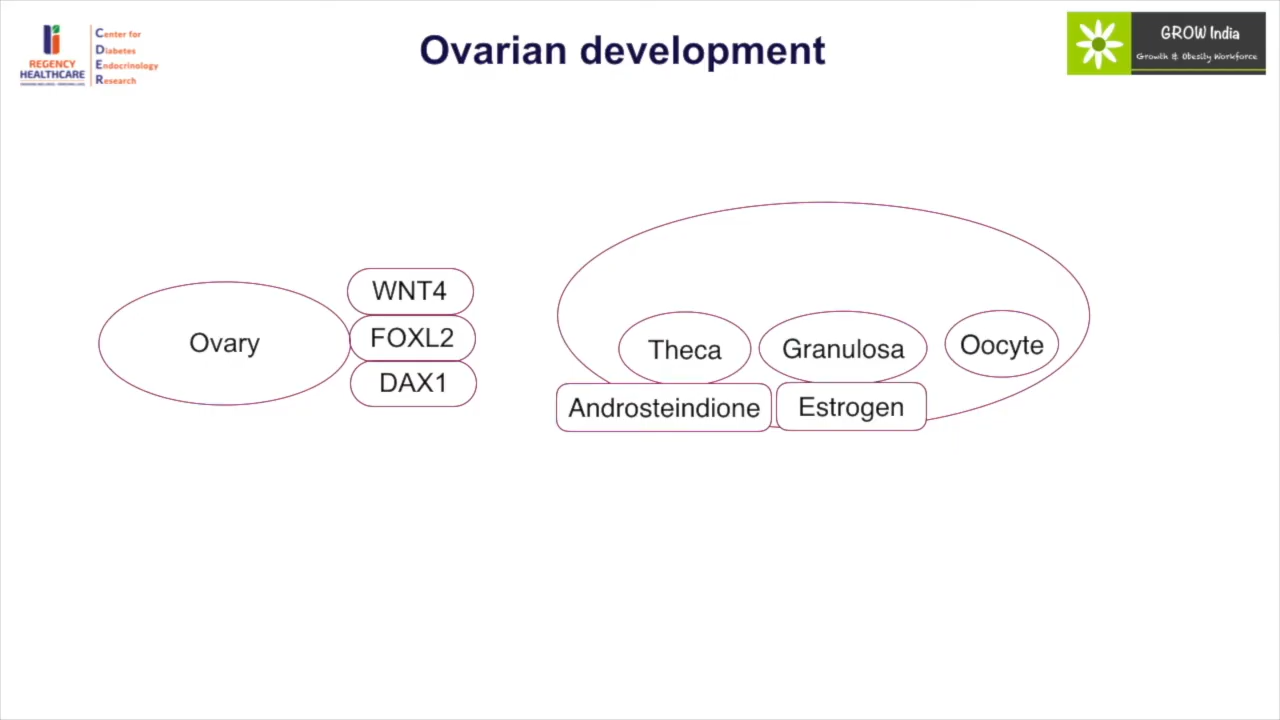 Center for
Diabetes
Endocrinology
Research
REGENCY
HEALTHCARE
Ovarian development
GROW India
Growth & Obesity Workforce
Ovary
WNT4
FOXL2
DAX1
Theca
Granulosa
Oocyte
Androsteindione
Estrogen